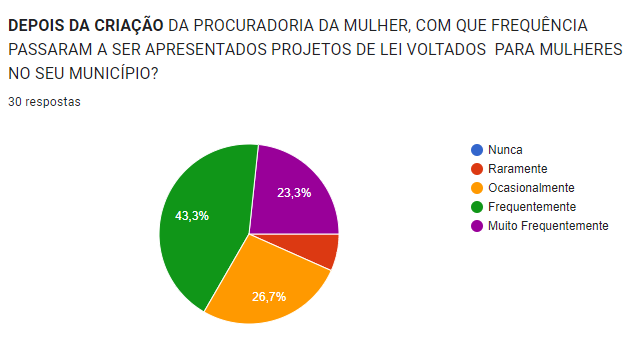 DEPOIS DA CRIAÇÃO DA PROCURADORIA DA MULHER, COM QUE FREQUÊNCIA
PASSARAM A SER APRESENTADOS PROJETOS DE LEI VOLTADOS PARA MULHERES
NO SEU MUNICÍPIO?
30 respostas
23,3%
43,3%
26,7%
Nunca
Raramente
Ocasionalmente
Frequentemente
Muito Frequentemente